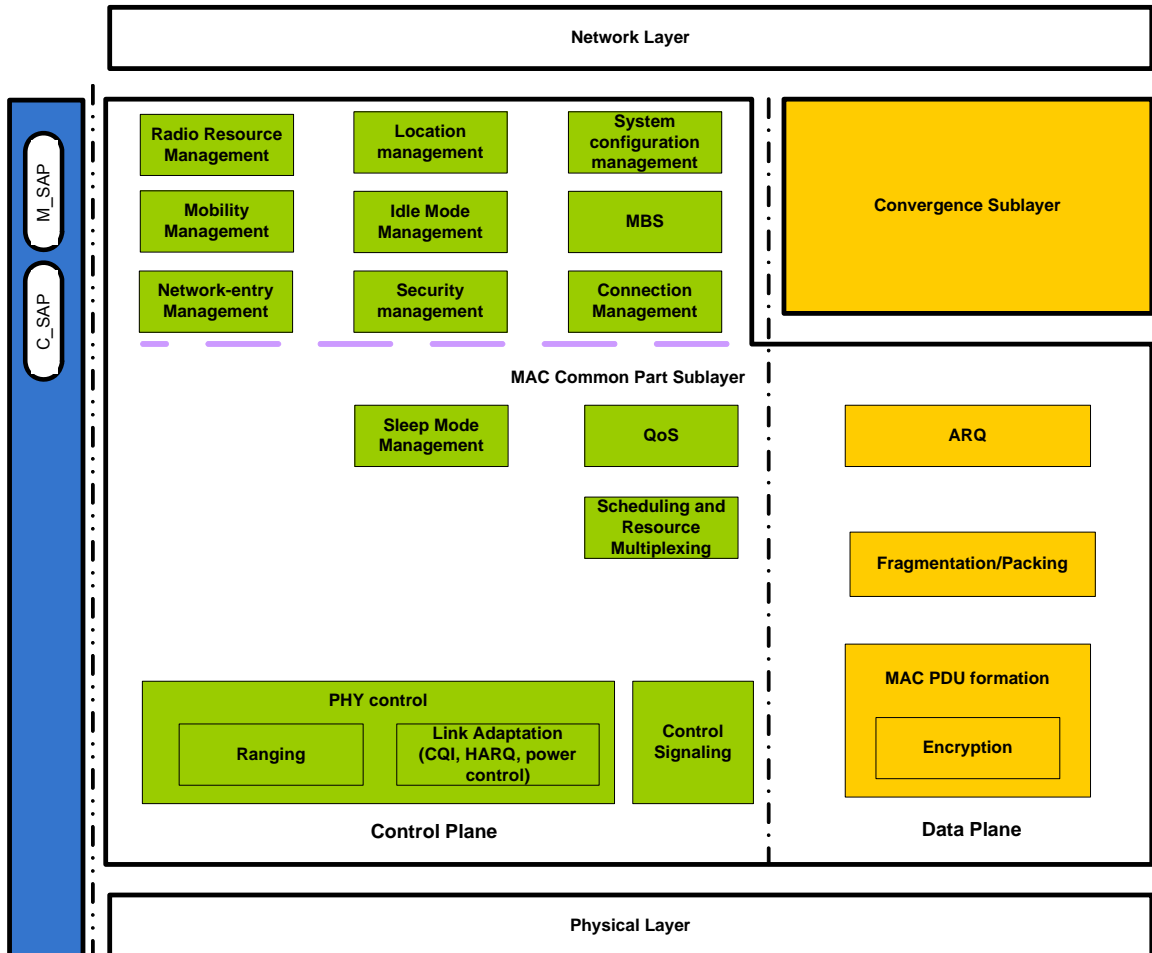 Network Layer
M_SAP
C_SAP
Radio Resource
Management
Location
management
System
configuration
management
Mobility
Management
Idle Mode
Management
MBS
Network-entry
Management
Security
management
Connection
Management
Convergence Sublayer
MAC Common Part Sublayer
Sleep Mode
Management
QoS
Scheduling and
Resource
Multiplexing
ARQ
Fragmentation/Packing
MAC PDU formation
Encryption
PHY control
Ranging
Link Adaptation
(CQI, HARQ, power
control)
Control
Signaling
Control Plane
Data Plane
Physical Layer